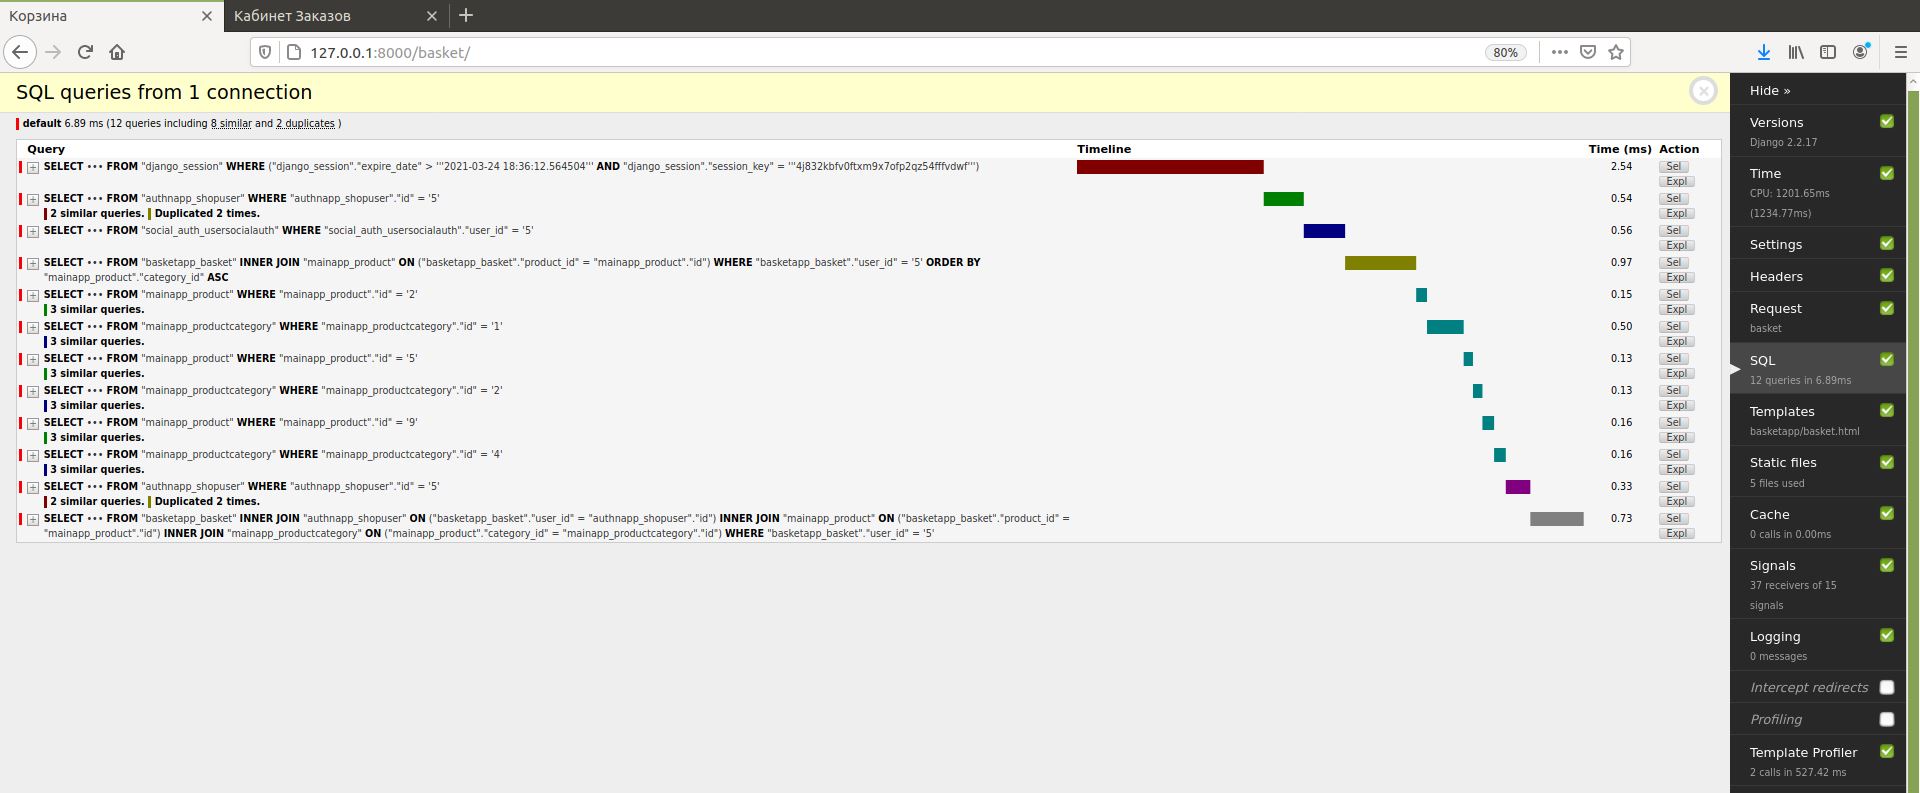 Корзина
Кабинет Заказов
127.0.0.1:8000/basket/
80%
SQL queries from 1 connection
default 6.89 ms (12 queries including 8 similar and 2 duplicates )
Query Timeline Time (ms) Action
SELECT ••• FROM "django_session" WHERE ("django_session"."expire_date" > '''2021-03-24 18:36:12.564504''' AND "django_session"."session_key" = '''4j832kbfv0ftxm9x7ofp2qz54fffvdwf''') 2.54 Sel
Expl
SELECT ••• FROM "authnapp_shopuser" WHERE "authnapp_shopuser"."id" = '5' 0.54 Sel
2 similar queries. Duplicated 2 times. Expl
SELECT ••• FROM "social_auth_usersocialauth" WHERE "social_auth_usersocialauth"."user_id" = '5' 0.56 Sel
Expl
SELECT ••• FROM "basketapp_basket" INNER JOIN "mainapp_product" ON ("basketapp_basket"."product_id" = "mainapp_product"."id") WHERE "basketapp_basket"."user_id" = '5' ORDER BY 0.97 Sel
"mainapp_product"."category_id" ASC Expl
SELECT ••• FROM "mainapp_product" WHERE "mainapp_product"."id" = '2' 0.15 Sel
3 similar queries. Expl
SELECT ••• FROM "mainapp_productcategory" WHERE "mainapp_productcategory"."id" = '1' 0.50 Sel
3 similar queries. Expl
SELECT ••• FROM "mainapp_product" WHERE "mainapp_product"."id" = '5' 0.13 Sel
3 similar queries. Expl
SELECT ••• FROM "mainapp_productcategory" WHERE "mainapp_productcategory"."id" = '2' 0.13 Sel
3 similar queries. Expl
SELECT ••• FROM "mainapp_product" WHERE "mainapp_product"."id" = '9' 0.16 Sel
3 similar queries. Expl
SELECT ••• FROM "mainapp_productcategory" WHERE "mainapp_productcategory"."id" = '4' 0.16 Sel
3 similar queries. Expl
SELECT ••• FROM "authnapp_shopuser" WHERE "authnapp_shopuser"."id" = '5' 0.33 Sel
2 similar queries. Duplicated 2 times. Expl
SELECT ••• FROM "basketapp_basket" INNER JOIN "authnapp_shopuser" ON ("basketapp_basket"."user_id" = "authnapp_shopuser"."id") INNER JOIN "mainapp_product" ON ("basketapp_basket"."product_id" = 0.73 Sel
"mainapp_product"."id") INNER JOIN "mainapp_productcategory" ON ("mainapp_product"."category_id" = "mainapp_productcategory"."id") WHERE "basketapp_basket"."user_id" = '5' Expl
Hide »
Versions
Django 2.2.17
Time
CPU: 1201.65ms
(1234.77ms)
Settings
Headers
Request
basket
SQL
12 queries in 6.89ms
Templates
basketapp/basket.html
Static files
5 files used
Cache
0 calls in 0.00ms
Signals
37 receivers of 15
signals
Logging
0 messages
Intercept redirects
Profiling
Template Profiler
2 calls in 527.42 ms